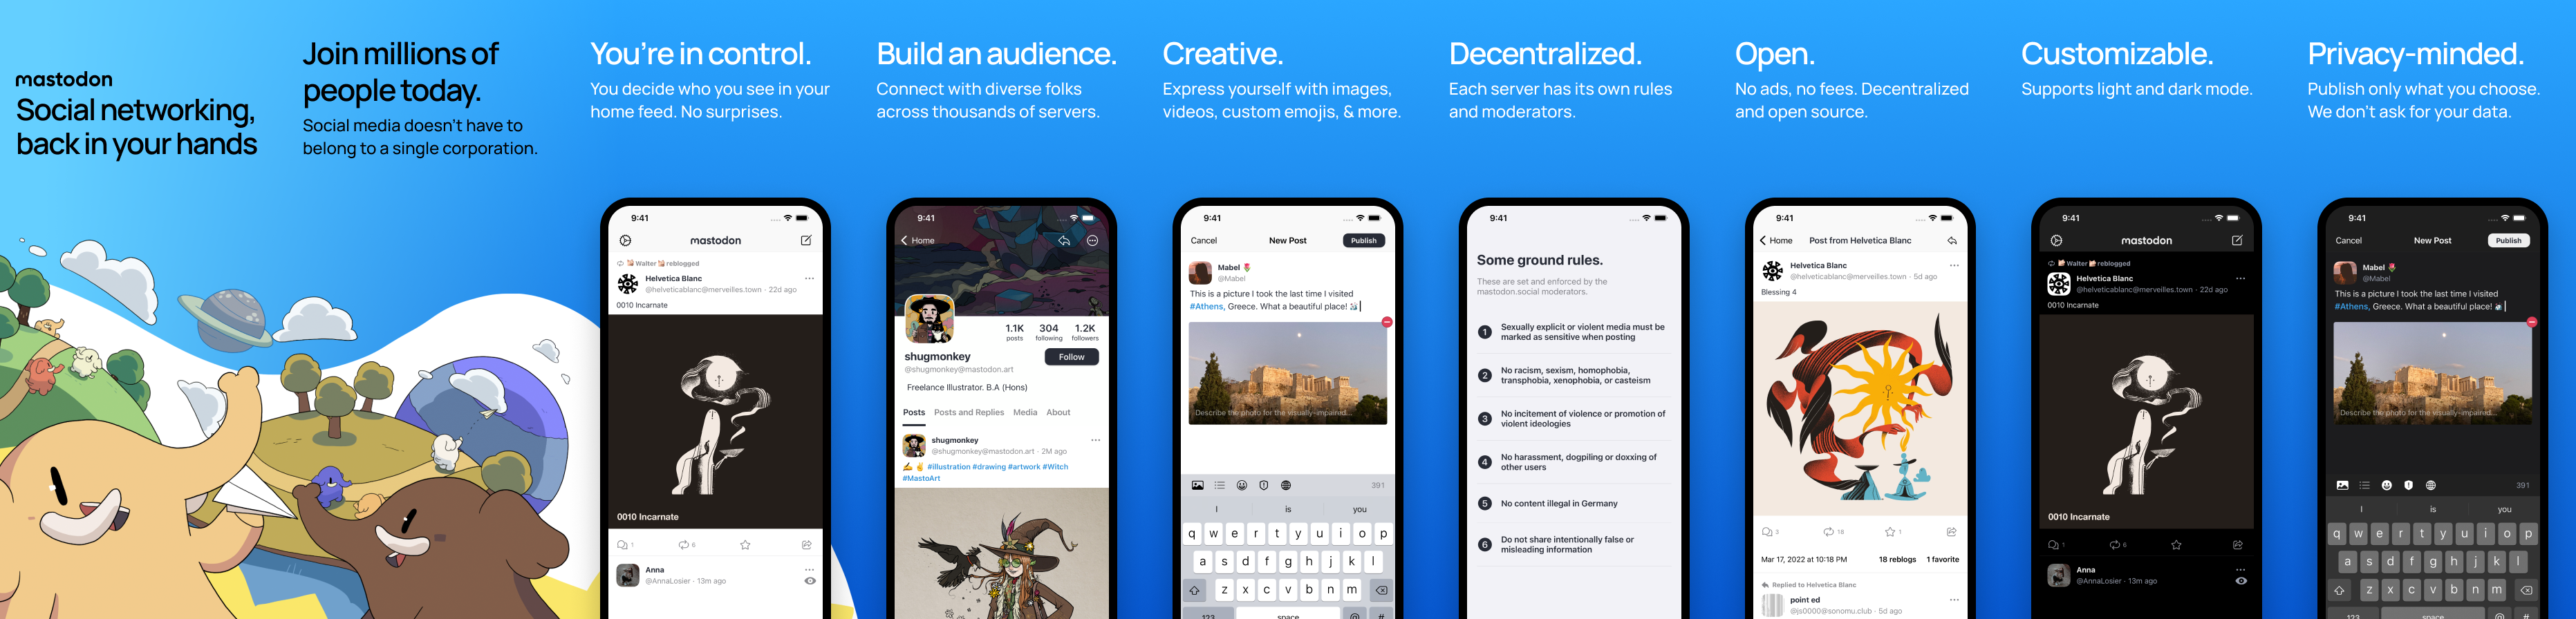 mastodon
Social networking,
back in your hands
Join millions of
people today.
Social media doesn't have to
belong to a single corporation.
You're in control.
You decide who you see in your
home feed. No surprises.
9:41
mastodon
Walter reblogged
Helvetica Blanc
@helveticablanc@merveilles.town · 22d ago
0010 Incarnate
0010 Incarnate
1 6
Anna
@AnnaLosier · 13m ago
Build an audience.
Connect with diverse folks
across thousands of servers.
9:41
Home
1.1K 304 1.2K
posts following followers
shugmonkey
Follow
@shugmonkey@mastodon.art
Freelance Illustrator. B.A (Hons)
Posts Posts and Replies Media About
shugmonkey
@shugmonkey@mastodon.art · 2M ago
#illustration #drawing #artwork #Witch
#MastoArt
Creative.
Express yourself with images,
videos, custom emojis, & more.
9:41
Cancel New Post Publish
Mabel
@Mabel
This is a picture I took the last time I visited
#Athens, Greece. What a beautiful place!
Describe the photo for the visually-impaired...
391
I is you
q w e r t y u i o p
a s d f g h j k l
z x c v b n m
123 space @ #
Decentralized.
Each server has its own rules
and moderators.
9:41
Some ground rules.
These are set and enforced by the
mastodon.social moderators.
1 Sexually explicit or violent media must be
marked as sensitive when posting
2 No racism, sexism, homophobia,
transphobia, xenophobia, or casteism
3 No incitement of violence or promotion of
violent ideologies
4 No harassment, dogpiling or doxxing of
other users
5 No content illegal in Germany
6 Do not share intentionally false or
misleading information
Open.
No ads, no fees. Decentralized
and open source.
9:41
Home Post from Helvetica Blanc
Helvetica Blanc
@helveticablanc@merveilles.town · 5d ago
Blessing 4
3 18 1
Mar 17, 2022 at 10:18 PM 18 reblogs 1 favorite
Replied to Helvetica Blanc
point ed
@js0000@sonomu.club · 5d ago
Customizable.
Supports light and dark mode.
9:41
mastodon
Walter reblogged
Helvetica Blanc
@helveticablanc@merveilles.town · 22d ago
0010 Incarnate
0010 Incarnate
1 6
Anna
@AnnaLosier · 13m ago
Privacy-minded.
Publish only what you choose.
We don't ask for your data.
9:41
Cancel New Post Publish
Mabel
@Mabel
This is a picture I took the last time I visited
#Athens, Greece. What a beautiful place!
Describe the photo for the visually-impaired...
391
I is you
q w e r t y u i o p
a s d f g h j k l
z x c v b n m
123 space @ #